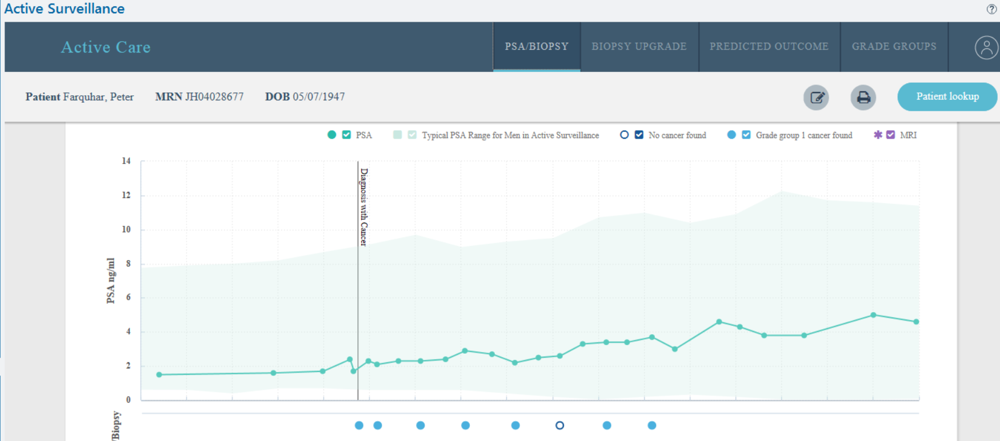 Active Surveillance
?
Active Care
PSA/BIOPSY
BIOPSY UPGRADE
PREDICTED OUTCOME
GRADE GROUPS
Patient Farquhar, Peter
MRN JH04028677
DOB 05/07/1947
Patient lookup
PSA
Typical PSA Range for Men in Active Surveillance
No cancer found
Grade group 1 cancer found
MRI
14
12
10
8
6
4
2
0
PSA ng/ml
Diagnosis with Cancer
/Biopsy